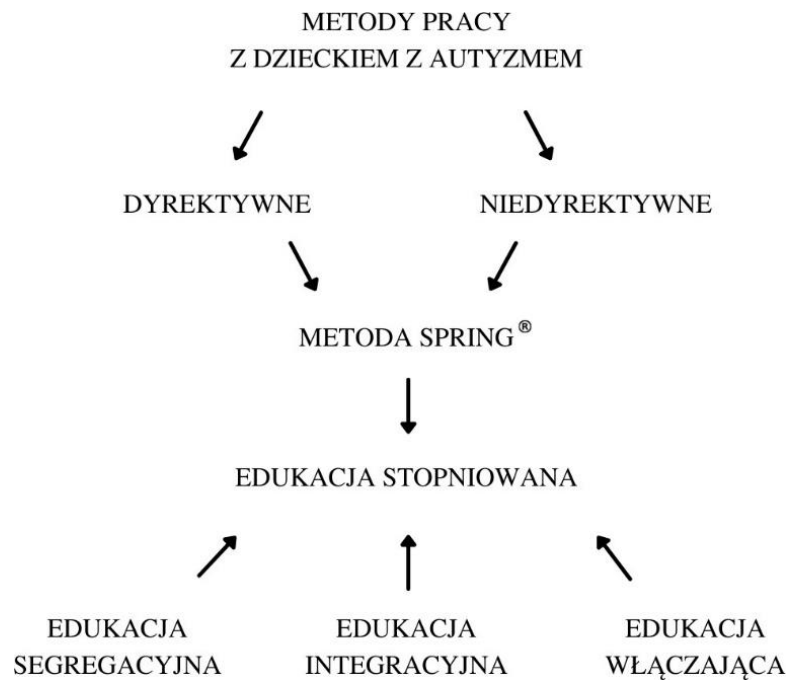 METODY PRACY
Z DZIECKIEM Z AUTYZMEM
DYREKTYWNE
NIEDYREKTYWNE
METODA SPRING®
EDUKACJA STOPNIOWANA
EDUKACJA
SEGREGACYJNA
EDUKACJA
INTEGRACYJNA
EDUKACJA
WŁĄCZAJĄCA